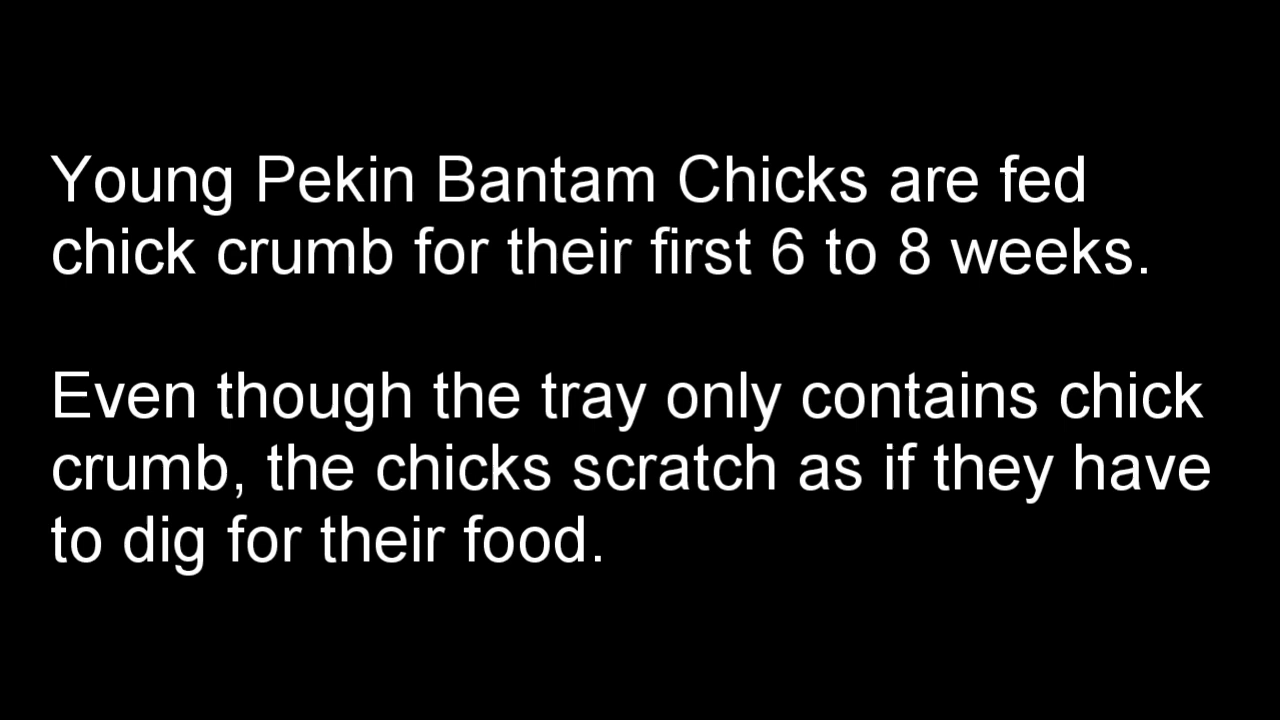 Young Pekin Bantam Chicks are fed
chick crumb for their first 6 to 8 weeks.
Even though the tray only contains chick
crumb, the chicks scratch as if they have
to dig for their food.